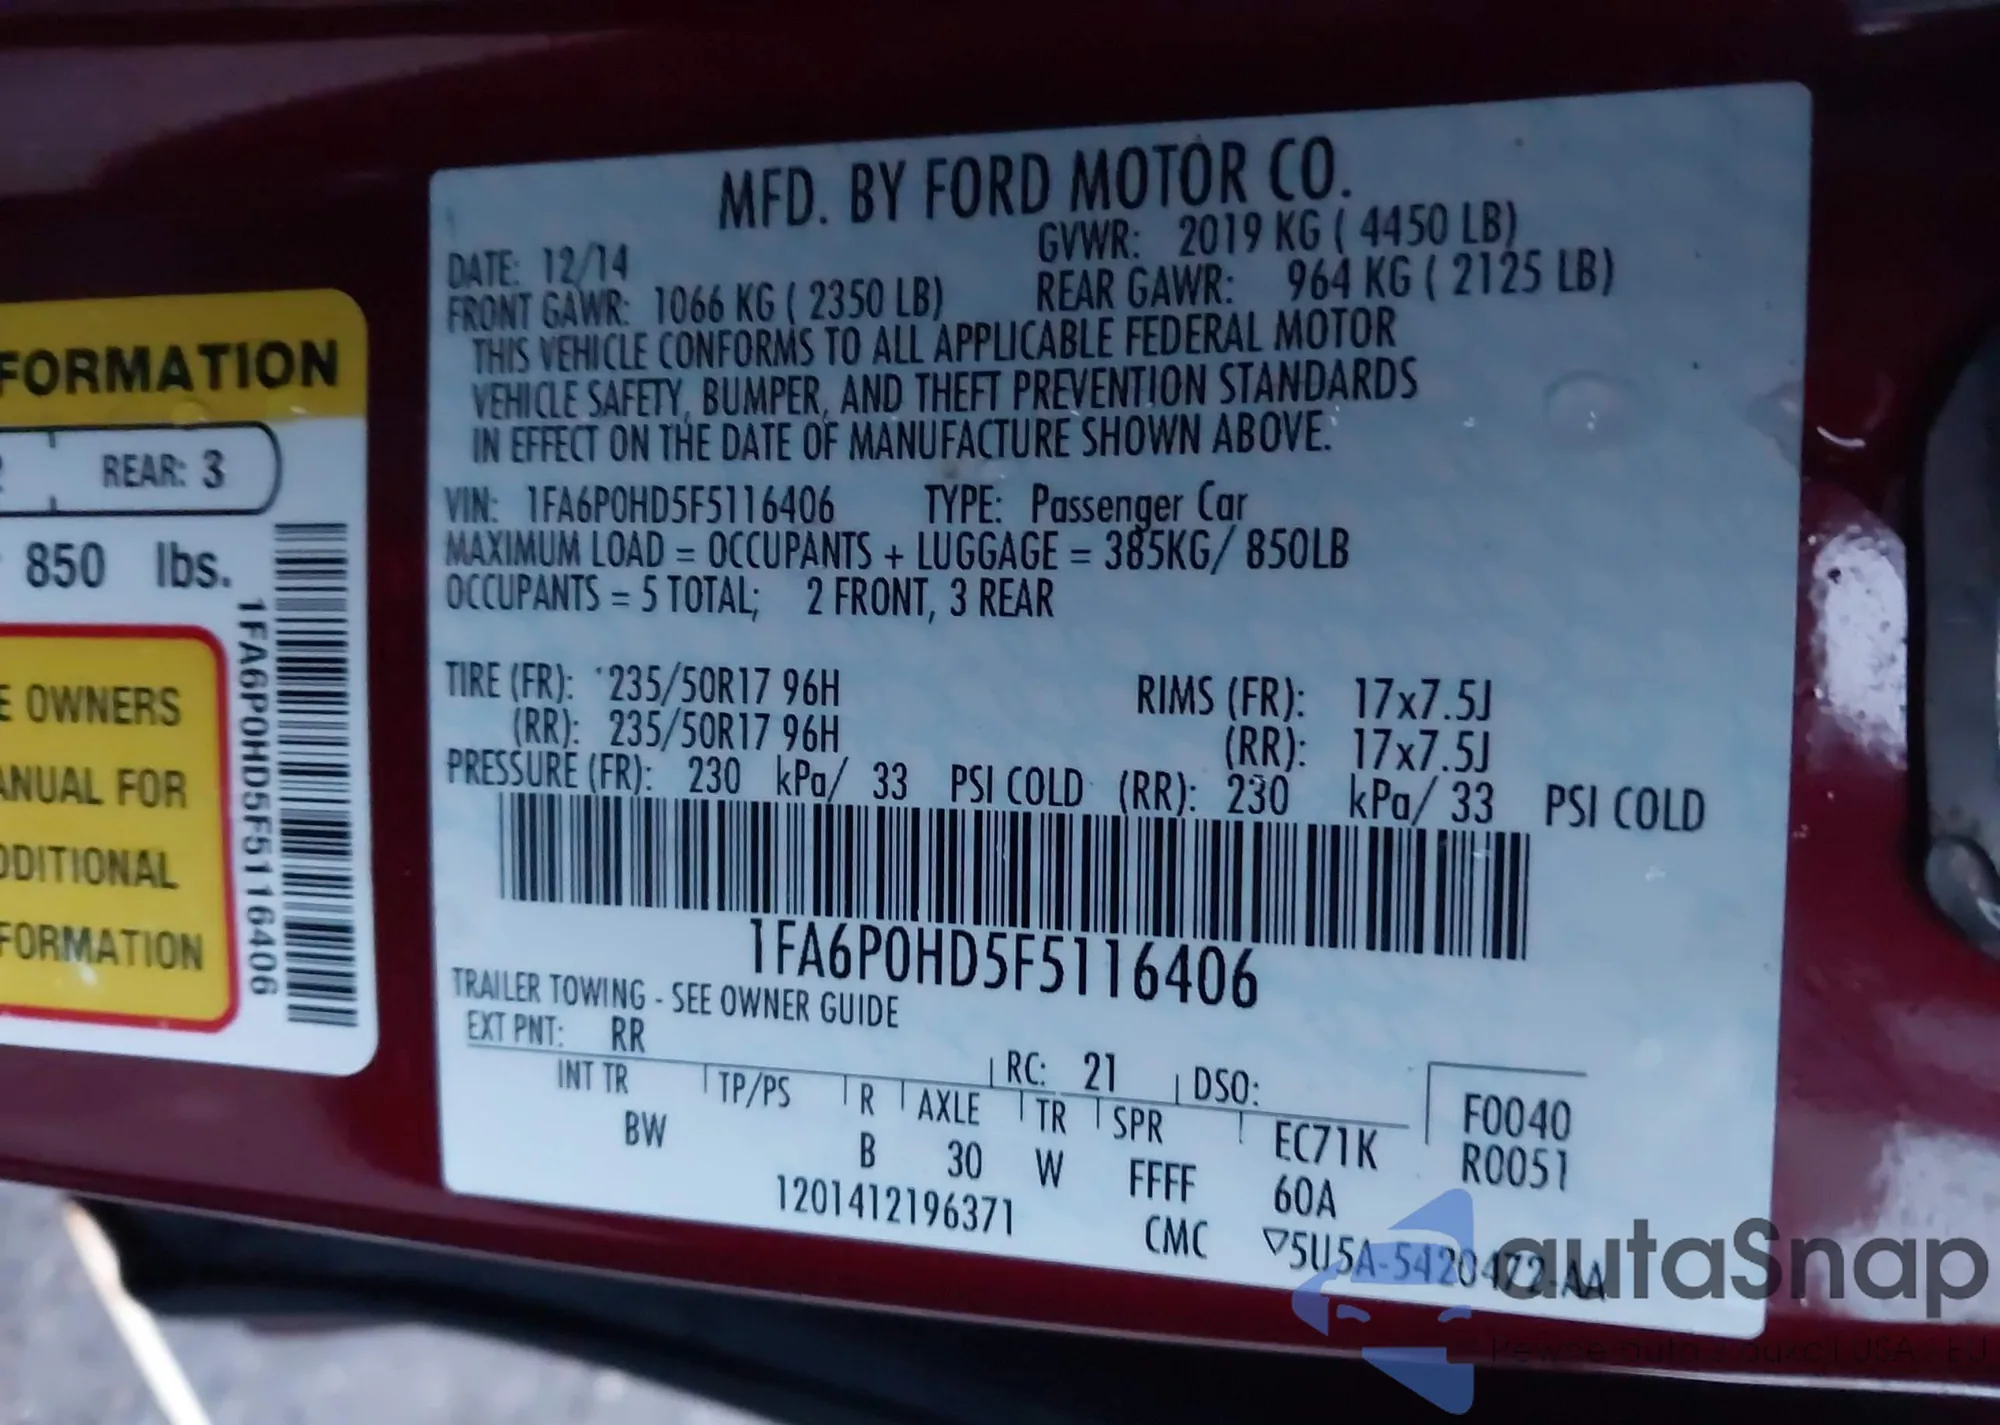 FORMATION
REAR: 3
850 lbs.
E OWNERS
ANUAL FOR
DDITIONAL
FORMATION
1FA6P0HD5F5116406
MFD. BY FORD MOTOR CO.
DATE: 12/14 GVWR: 2019 KG ( 4450 LB)
FRONT GAWR: 1066 KG ( 2350 LB) REAR GAWR: 964 KG ( 2125 LB)
THIS VEHICLE CONFORMS TO ALL APPLICABLE FEDERAL MOTOR
VEHICLE SAFETY, BUMPER, AND THEFT PREVENTION STANDARDS
IN EFFECT ON THE DATE OF MANUFACTURE SHOWN ABOVE.
VIN: 1FA6P0HD5F5116406 TYPE: Passenger Car
MAXIMUM LOAD = OCCUPANTS + LUGGAGE = 385KG/ 850LB
OCCUPANTS = 5 TOTAL; 2 FRONT, 3 REAR
TIRE (FR): 235/50R17 96H RIMS (FR): 17x7.5J
(RR): 235/50R17 96H (RR): 17x7.5J
PRESSURE (FR): 230 kPa/ 33 PSI COLD (RR): 230 kPa/ 33 PSI COLD
1FA6P0HD5F5116406
TRAILER TOWING - SEE OWNER GUIDE
EXT PNT: RR RC: 21 DSO: F0040
INT TR TP/PS R AXLE TR SPR EC71K R0051
BW B 30 W FFFF 60A
1201412196371 CMC ▽5U5A-5420472-AA
autaSnap